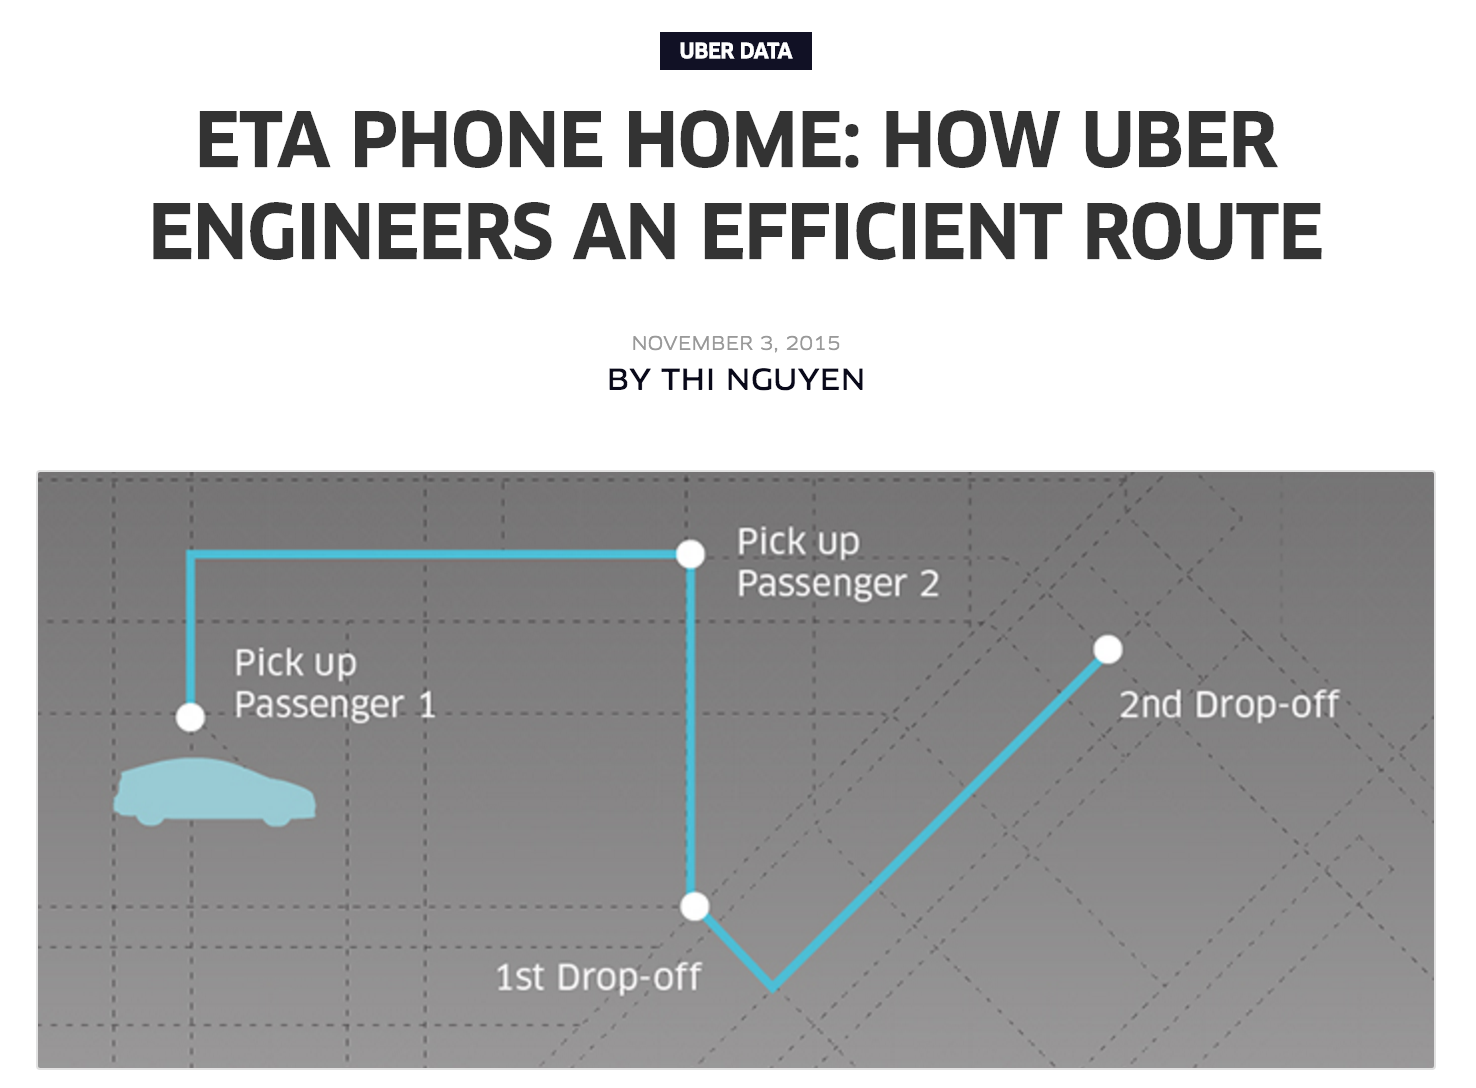 UBER DATA
ETA PHONE HOME: HOW UBER
ENGINEERS AN EFFICIENT ROUTE
NOVEMBER 3, 2015
BY THI NGUYEN
Pick up
Passenger 2
Pick up
Passenger 1
2nd Drop-off
1st Drop-off